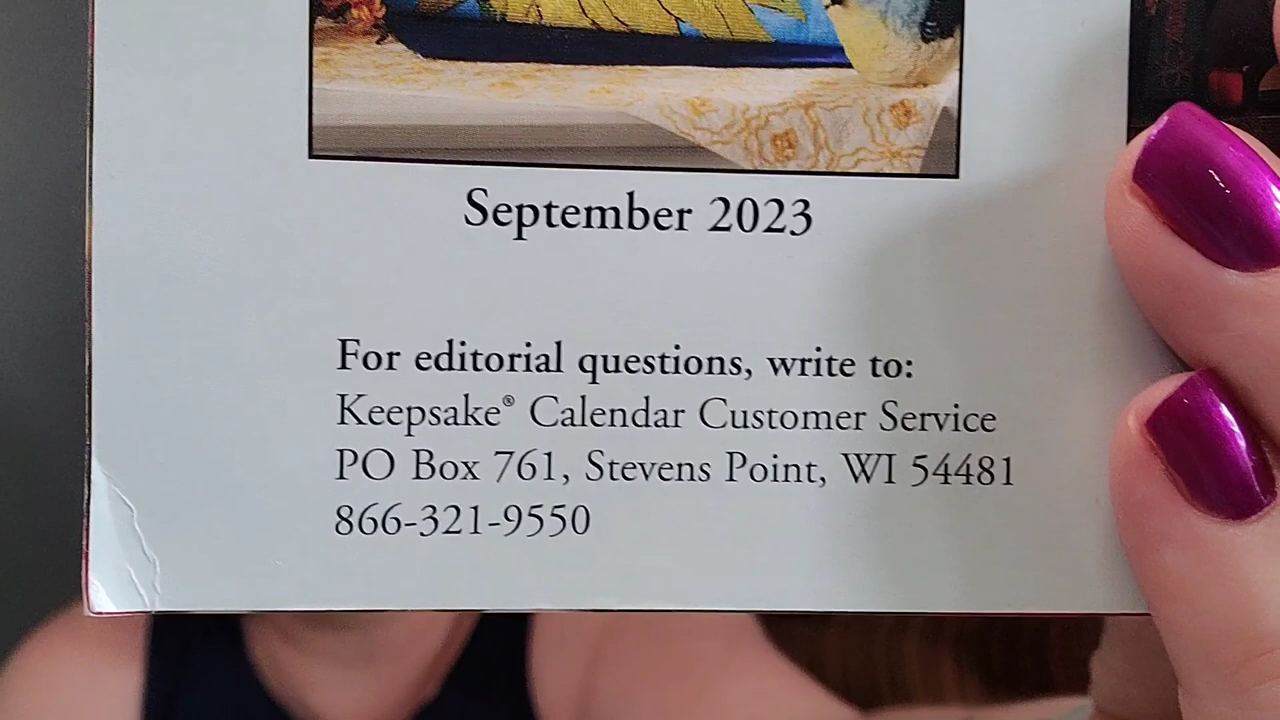 September 2023
For editorial questions, write to:
Keepsake® Calendar Customer Service
PO Box 761, Stevens Point, WI 54481
866-321-9550